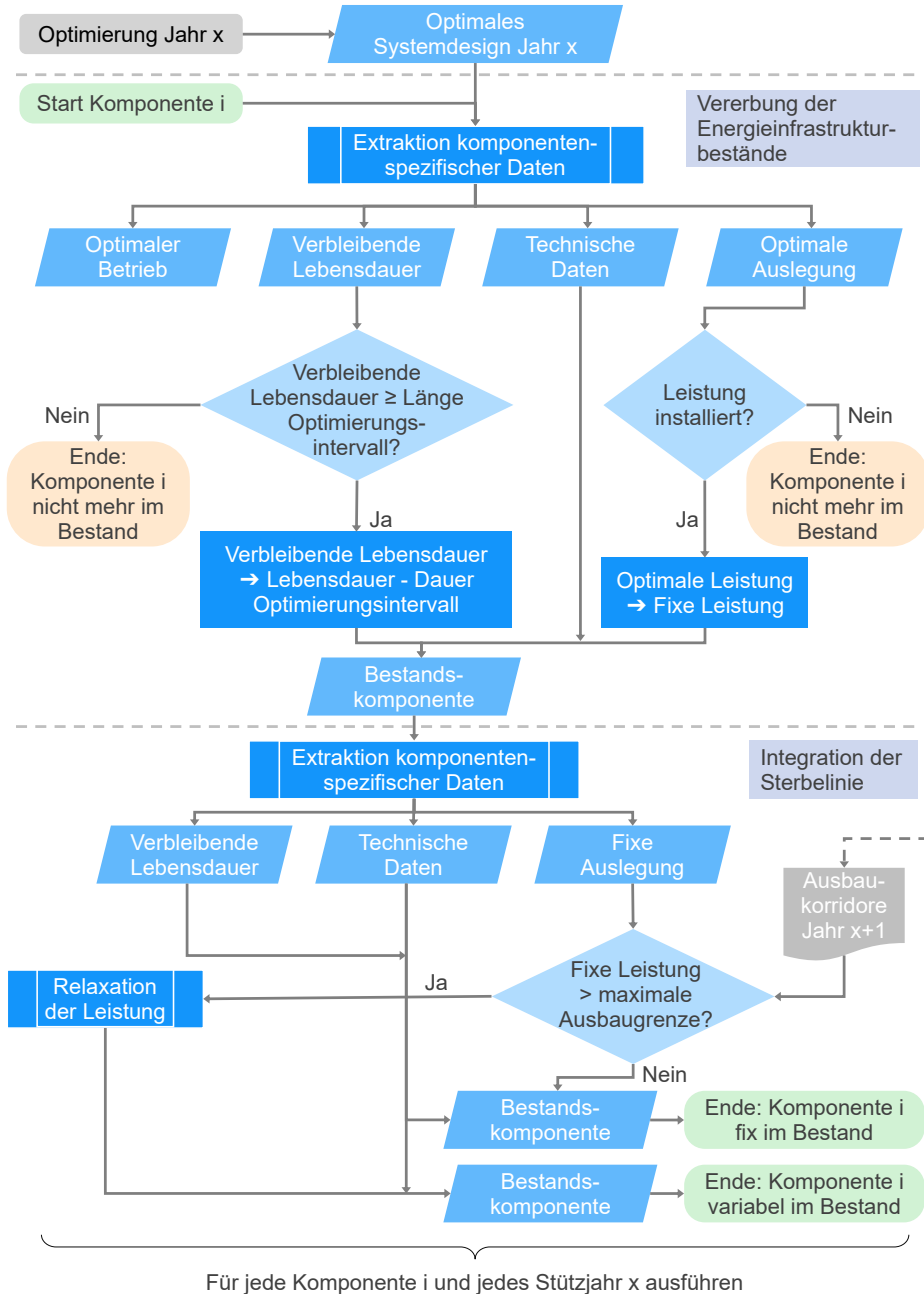 Optimierung Jahr x
Optimales
Systemdesign Jahr x
Start Komponente i
Vererbung der
Energieinfrastruktur-
bestände
Extraktion komponenten-
spezifischer Daten
Optimaler
Betrieb
Verbleibende
Lebensdauer
Technische
Daten
Optimale
Auslegung
Verbleibende
Lebensdauer ≥ Länge
Optimierungs-
intervall?
Leistung
installiert?
Nein
Ende:
Komponente i
nicht mehr im
Bestand
Nein
Ende:
Komponente i
nicht mehr im
Bestand
Ja
Ja
Verbleibende Lebensdauer
➔ Lebensdauer - Dauer
Optimierungsintervall
Optimale Leistung
➔ Fixe Leistung
Bestands-
komponente
Extraktion komponenten-
spezifischer Daten
Integration der
Sterbelinie
Verbleibende
Lebensdauer
Technische
Daten
Fixe
Auslegung
Ausbau-
korridore
Jahr x+1
Fixe Leistung
> maximale
Ausbaugrenze?
Ja
Relaxation
der Leistung
Nein
Bestands-
komponente
Ende: Komponente i
fix im Bestand
Bestands-
komponente
Ende: Komponente i
variabel im Bestand
Für jede Komponente i und jedes Stützjahr x ausführen